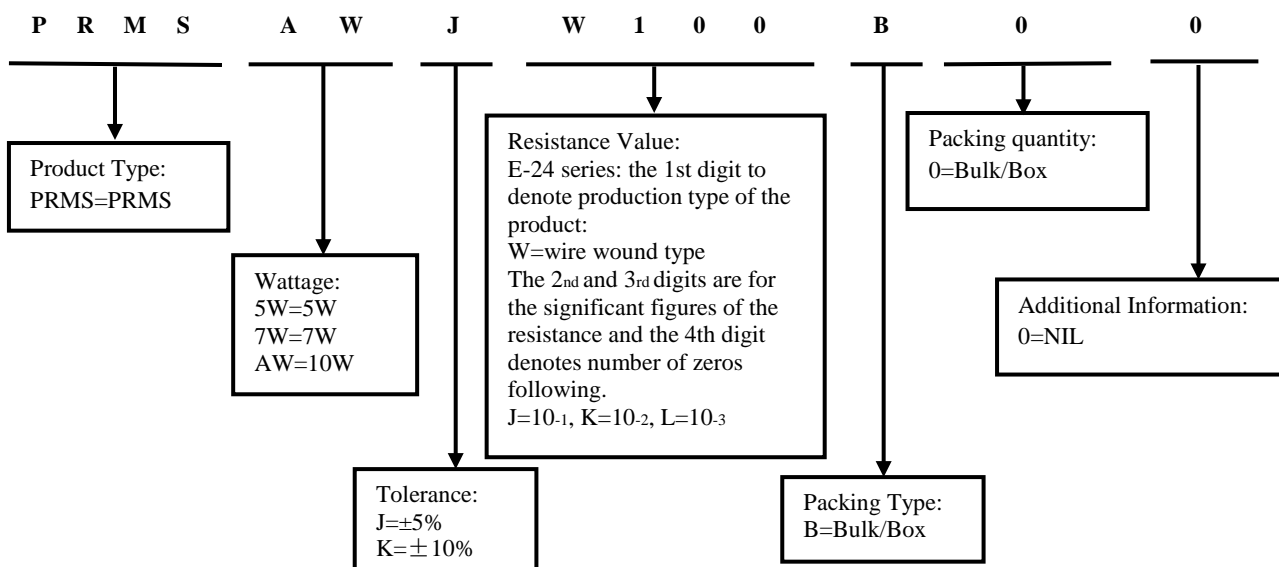 P R M S A W J W 1 0 0 B 0 0
Product Type:
PRMS=PRMS
Wattage:
5W=5W
7W=7W
AW=10W
Tolerance:
J=±5%
K=±10%
Resistance Value:
E-24 series: the 1st digit to
denote production type of the
product:
W=wire wound type
The 2nd and 3rd digits are for
the significant figures of the
resistance and the 4th digit
denotes number of zeros
following.
J=10-1, K=10-2, L=10-3
Packing Type:
B=Bulk/Box
Packing quantity:
0=Bulk/Box
Additional Information:
0=NIL